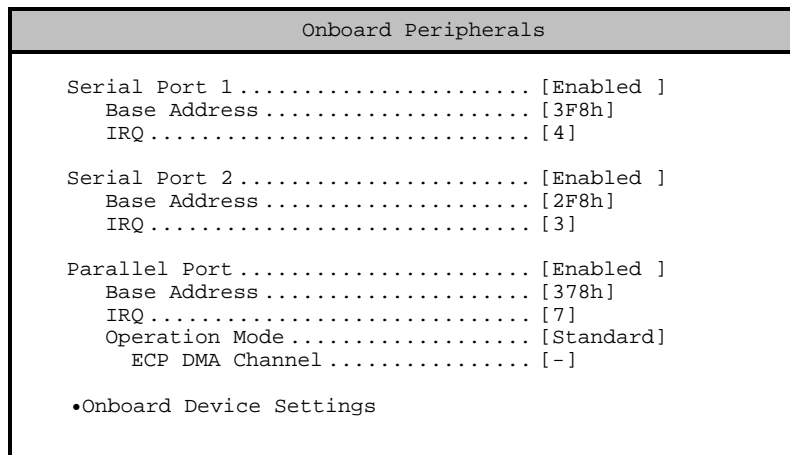 Onboard Peripherals
Serial Port 1....................... [Enabled ]
Base Address..................... [3F8h]
IRQ.............................. [4]
Serial Port 2....................... [Enabled ]
Base Address..................... [2F8h]
IRQ.............................. [3]
Parallel Port....................... [Enabled ]
Base Address..................... [378h]
IRQ.............................. [7]
Operation Mode................... [Standard]
ECP DMA Channel................ [-]
•Onboard Device Settings